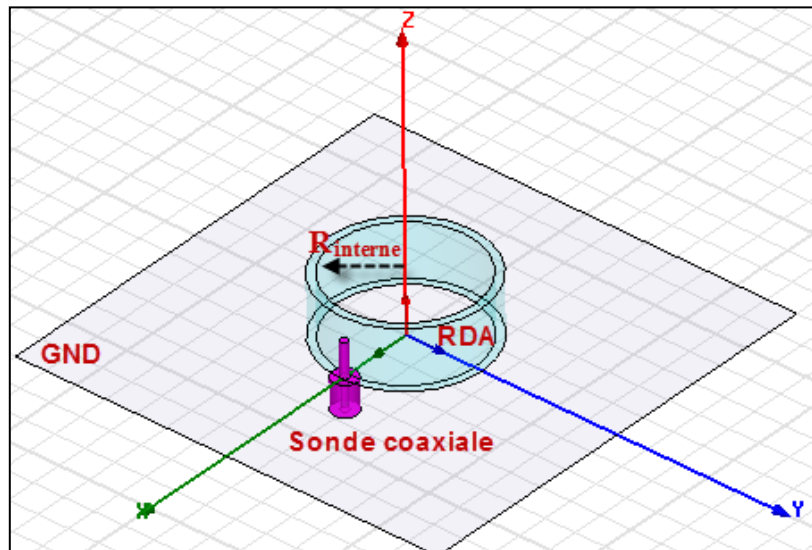 Z
Rinterne
RDA
GND
Sonde coaxiale
X
Y